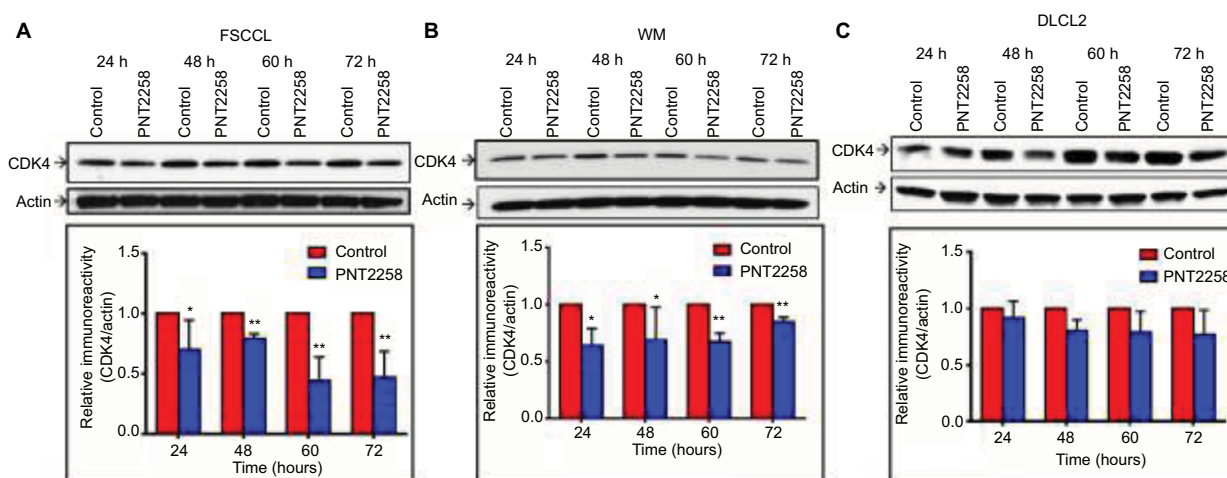 A
FSCCL
24 h 48 h 60 h 72 h
Control PNT2258 Control PNT2258 Control PNT2258 Control PNT2258
CDK4
Actin
Relative immunoreactivity
(CDK4/actin)
1.5
1.0
0.5
0.0
Control
PNT2258
* ** ** **
24 48 60 72
Time (hours)
B
WM
24 h 48 h 60 h 72 h
Control PNT2258 Control PNT2258 Control PNT2258 Control PNT2258
CDK4
Actin
Relative immunoreactivity
(CDK4/actin)
1.5
1.0
0.5
0.0
Control
PNT2258
* * ** **
24 48 60 72
Time (hours)
C
DLCL2
24 h 48 h 60 h 72 h
Control PNT2258 Control PNT2258 Control PNT2258 Control PNT2258
CDK4
Actin
Relative immunoreactivity
(CDK4/actin)
1.5
1.0
0.5
0.0
Control
PNT2258
24 48 60 72
Time (hours)